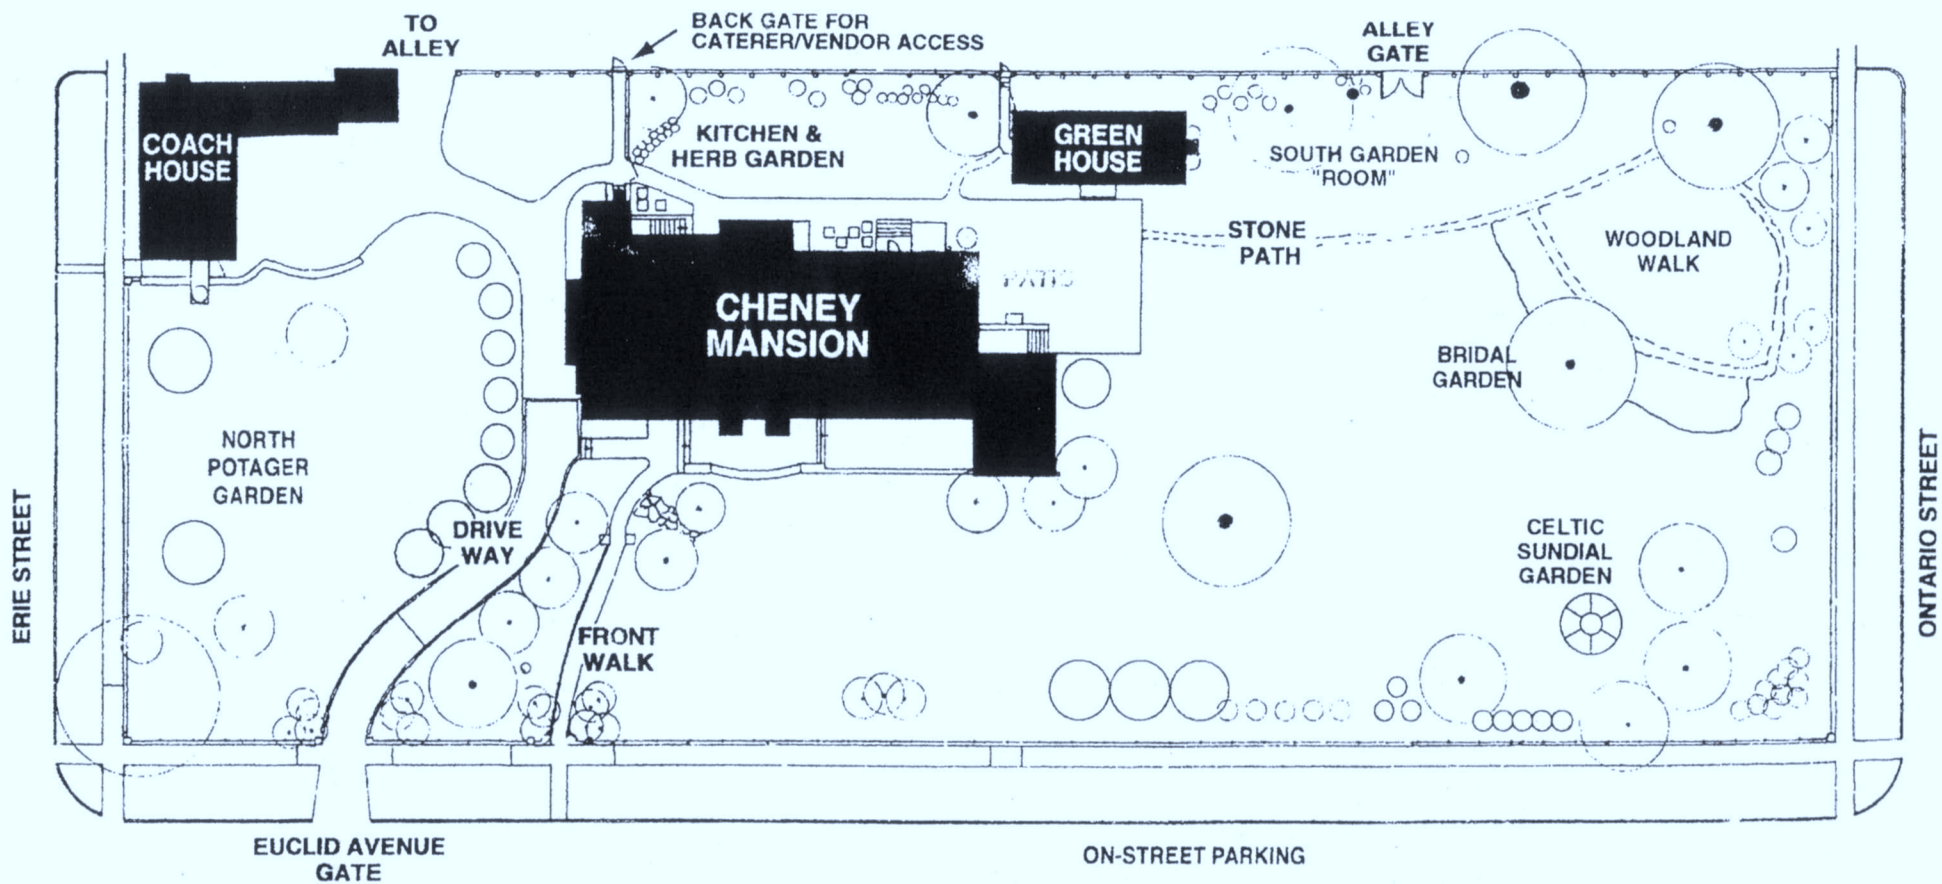 TO
ALLEY
BACK GATE FOR
CATERER/VENDOR ACCESS
ALLEY
GATE
COACH
HOUSE
KITCHEN &
HERB GARDEN
GREEN
HOUSE
SOUTH GARDEN
"ROOM"
STONE
PATH
WOODLAND
WALK
PATIO
CHENEY
MANSION
BRIDAL
GARDEN
NORTH
POTAGER
GARDEN
DRIVE
WAY
CELTIC
SUNDIAL
GARDEN
ERIE STREET
ONTARIO STREET
FRONT
WALK
EUCLID AVENUE
GATE
ON-STREET PARKING